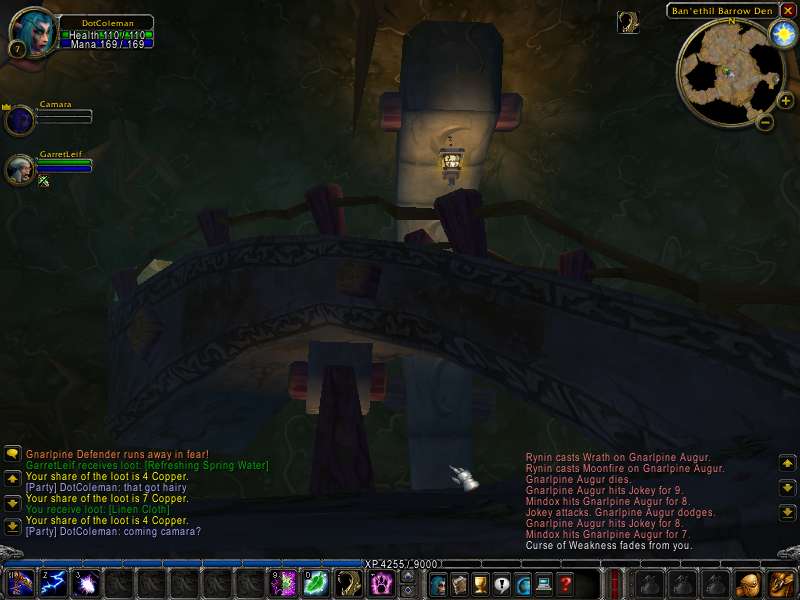 DotColeman
Health 110 / 110
Mana 169 / 169
7
Camara
GarretLeif
Ban'ethil Barrow Den
N
Gnarlpine Defender runs away in fear!
GarretLeif receives loot: [Refreshing Spring Water]
Your share of the loot is 4 Copper.
[Party] DotColeman: that got hairy
Your share of the loot is 7 Copper.
You receive loot: [Linen Cloth]
Your share of the loot is 4 Copper.
[Party] DotColeman: coming camara?
Rynin casts Wrath on Gnarlpine Augur.
Rynin casts Moonfire on Gnarlpine Augur.
Gnarlpine Augur dies.
Gnarlpine Augur hits Jokey for 9.
Mindox hits Gnarlpine Augur for 8.
Jokey attacks. Gnarlpine Augur dodges.
Gnarlpine Augur hits Jokey for 8.
Mindox hits Gnarlpine Augur for 7.
Curse of Weakness fades from you.
XP 4255 / 9000
3
9
0